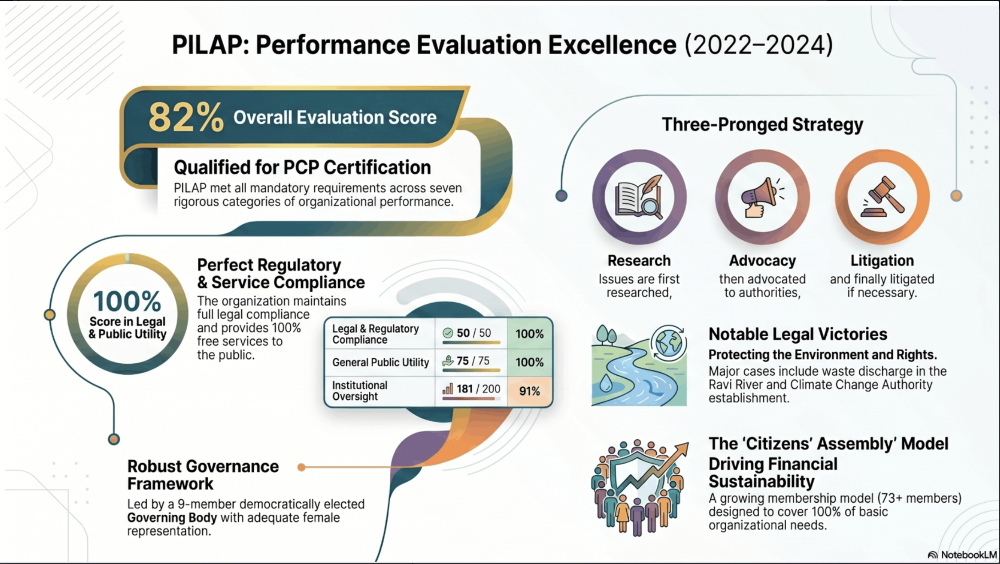 PILAP: Performance Evaluation Excellence (2022–2024)
82% Overall Evaluation Score
Qualified for PCP Certification
PILAP met all mandatory requirements across seven
rigorous categories of organizational performance.
100%
Score in Legal
& Public Utility
Perfect Regulatory
& Service Compliance
The organization maintains
full legal compliance
and provides 100%
free services to
the public.
Legal & Regulatory
Compliance
50 / 50
100%
General Public Utility
75 / 75
100%
Institutional
Oversight
181 / 200
91%
Robust Governance
Framework
Led by a 9-member democratically elected
Governing Body with adequate female
representation.
Three-Pronged Strategy
Research
Issues are first
researched,
Advocacy
then advocated
to authorities,
Litigation
and finally litigated
if necessary.
Notable Legal Victories
Protecting the Environment and Rights.
Major cases include waste discharge in the
Ravi River and Climate Change Authority
establishment.
The ‘Citizens’ Assembly’ Model
Driving Financial
Sustainability
A growing membership model (73+ members)
designed to cover 100% of basic
organizational needs.
NotebookLM